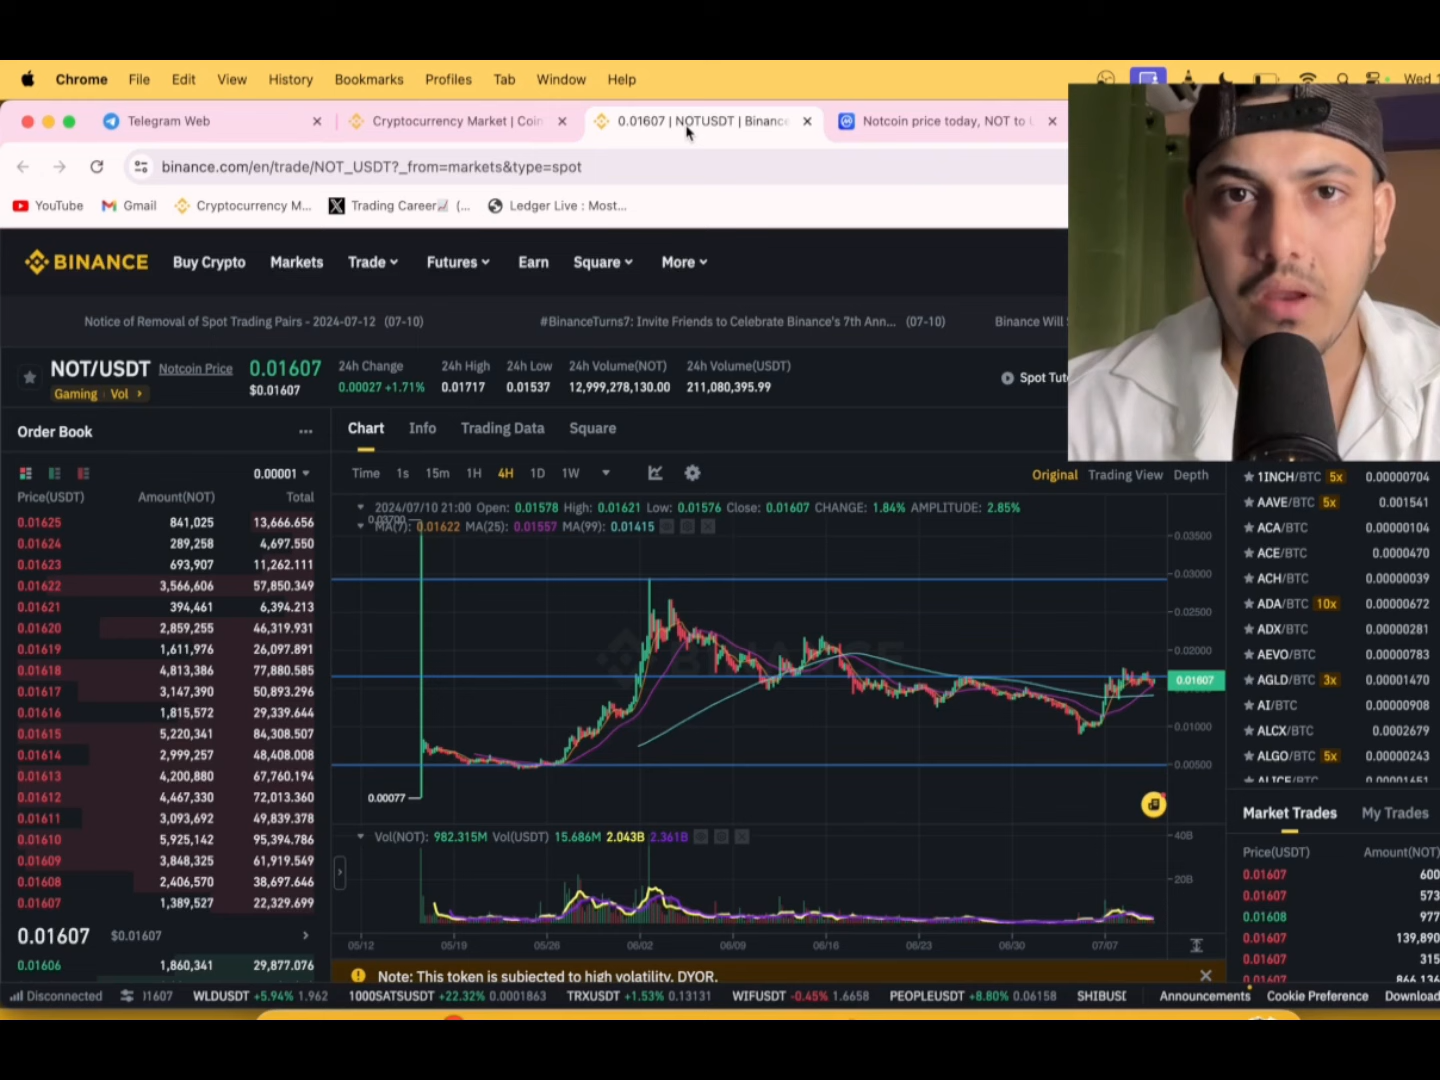 Chrome File Edit View History Bookmarks Profiles Tab Window Help Wed 1
Telegram Web
Cryptocurrency Market | Coin
0.01607 | NOTUSDT | Binance
Notcoin price today, NOT to
binance.com/en/trade/NOT_USDT?_from=markets&type=spot
YouTube Gmail Cryptocurrency M... Trading Career (... Ledger Live : Most...
BINANCE Buy Crypto Markets Trade Futures Earn Square More
Notice of Removal of Spot Trading Pairs - 2024-07-12 (07-10) #BinanceTurns7: Invite Friends to Celebrate Binance's 7th Ann... (07-10) Binance Will
NOT/USDT Notcoin Price 0.01607 24h Change 24h High 24h Low 24h Volume(NOT) 24h Volume(USDT)
Gaming Vol $0.01607 0.00027 +1.71% 0.01717 0.01537 12,999,278,130.00 211,080,395.99
Spot Tut
Order Book
0.00001
Price(USDT) Amount(NOT) Total
0.01625 841,025 13,666.656
0.01624 289,258 4,697.550
0.01623 693,907 11,262.111
0.01622 3,566,606 57,850.349
0.01621 394,461 6,394.213
0.01620 2,859,255 46,319.931
0.01619 1,611,976 26,097.891
0.01618 4,813,386 77,880.585
0.01617 3,147,390 50,893.296
0.01616 1,815,572 29,339.644
0.01615 5,220,341 84,308.507
0.01614 2,999,257 48,408.008
0.01613 4,200,880 67,760.194
0.01612 4,467,330 72,013.360
0.01611 3,093,692 49,839.378
0.01610 5,925,142 95,394.786
0.01609 3,848,325 61,919.549
0.01608 2,406,570 38,697.646
0.01607 1,389,527 22,329.699
0.01607 $0.01607
0.01606 1,860,341 29,877.076
Chart Info Trading Data Square
Time 1s 15m 1H 4H 1D 1W
Original Trading View Depth
2024/07/10 21:00 Open: 0.01578 High: 0.01621 Low: 0.01576 Close: 0.01607 CHANGE: 1.84% AMPLITUDE: 2.85%
MA(7): 0.01622 MA(25): 0.01557 MA(99): 0.01415
0.03700
0.03500
0.03000
0.02500
0.02000
0.01607
0.01000
0.00500
0.00077
BINANCE
Vol(NOT): 982.315M Vol(USDT) 15.686M 2.043B 2.361B
40B
20B
05/12 05/19 05/26 06/02 06/09 06/16 06/23 06/30 07/07
Note: This token is subjected to high volatility. DYOR.
1INCH/BTC 5x 0.00000704
AAVE/BTC 5x 0.001541
ACA/BTC 0.00000104
ACE/BTC 0.0000470
ACH/BTC 0.00000039
ADA/BTC 10x 0.00000672
ADX/BTC 0.00000281
AEVO/BTC 0.00000783
AGLD/BTC 3x 0.00001470
AI/BTC 0.00000908
ALCX/BTC 0.0002679
ALGO/BTC 5x 0.00000243
ALICE/BTC 0.00001451
Market Trades My Trades
Price(USDT) Amount(NOT)
0.01607 600
0.01607 573
0.01608 977
0.01607 139,890
0.01607 315
0.01607 866,136
Disconnected WLDUSDT +5.94% 1.962 1000SATSUSDT +22.32% 0.0001863 TRXUSDT +1.53% 0.13131 WIFUSDT -0.45% 1.6658 PEOPLEUSDT +8.80% 0.06158 SHIBUSD Announcements Cookie Preference Download